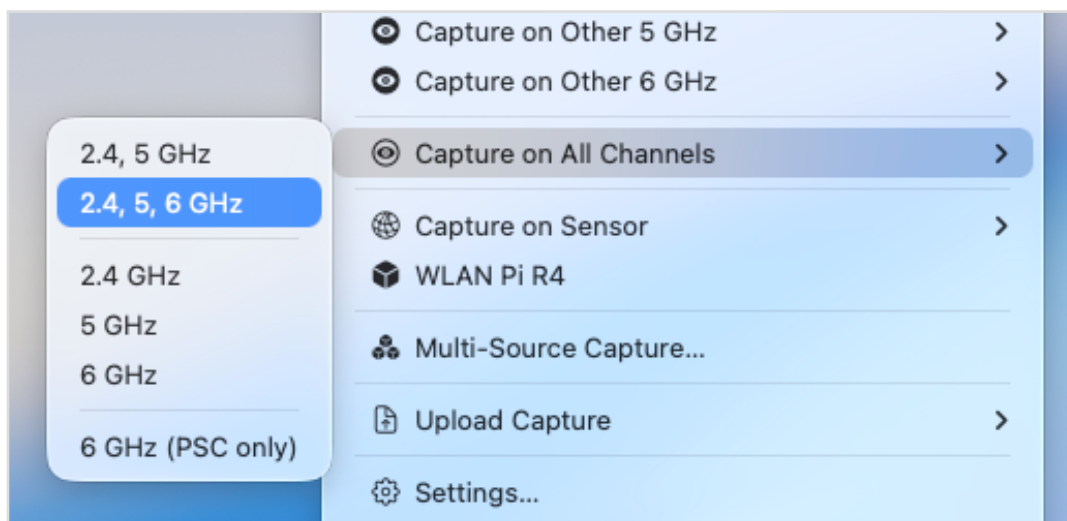 Capture on Other 5 GHz
Capture on Other 6 GHz
Capture on All Channels
2.4, 5 GHz
2.4, 5, 6 GHz
2.4 GHz
5 GHz
6 GHz
6 GHz (PSC only)
Capture on Sensor
WLAN Pi R4
Multi-Source Capture...
Upload Capture
Settings...